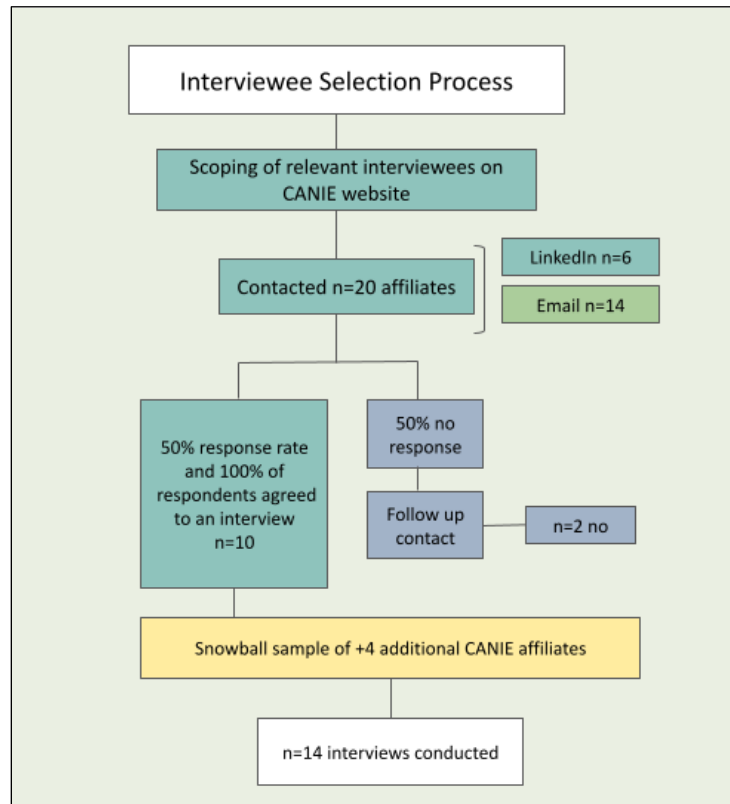 Interviewee Selection Process
Scoping of relevant interviewees on
CANIE website
Contacted n=20 affiliates
LinkedIn n=6
Email n=14
50% response rate
and 100% of
respondents agreed
to an interview
n=10
50% no
response
Follow up
contact
n=2 no
Snowball sample of +4 additional CANIE affiliates
n=14 interviews conducted